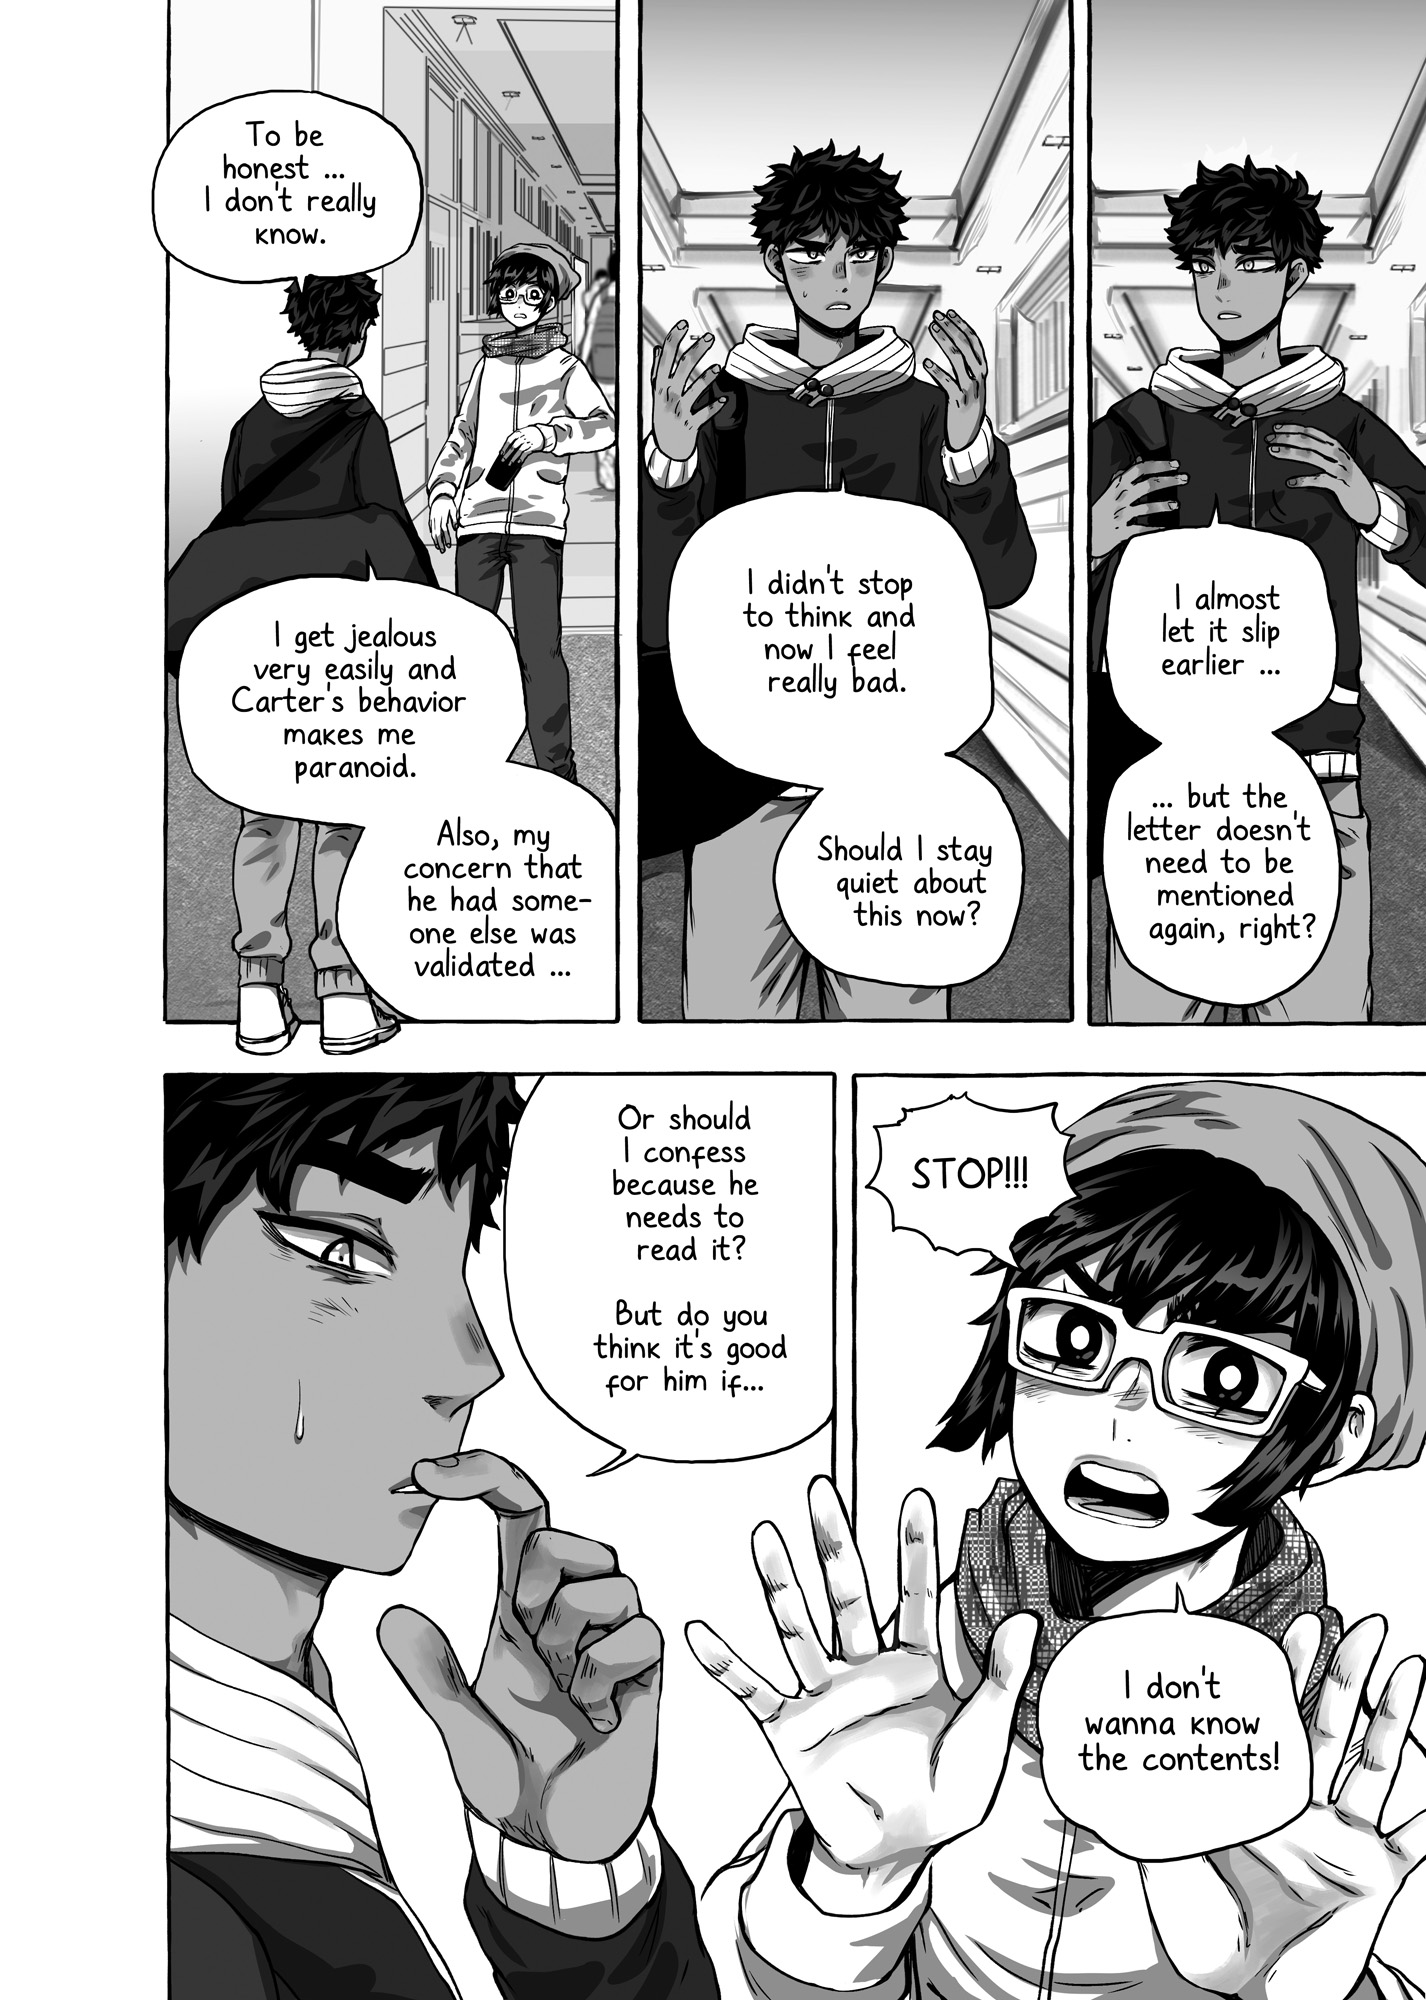 To be
honest ...
I don't really
know.
I get jealous
very easily and
Carter's behavior
makes me
paranoid.
Also, my
concern that
he had some-
one else was
validated ...
I didn't stop
to think and
now I feel
really bad.
Should I stay
quiet about
this now?
I almost
let it slip
earlier ...
... but the
letter doesn't
need to be
mentioned
again, right?
Or should
I confess
because he
needs to
read it?
But do you
think it's good
for him if...
STOP!!!
I don't
wanna know
the contents!